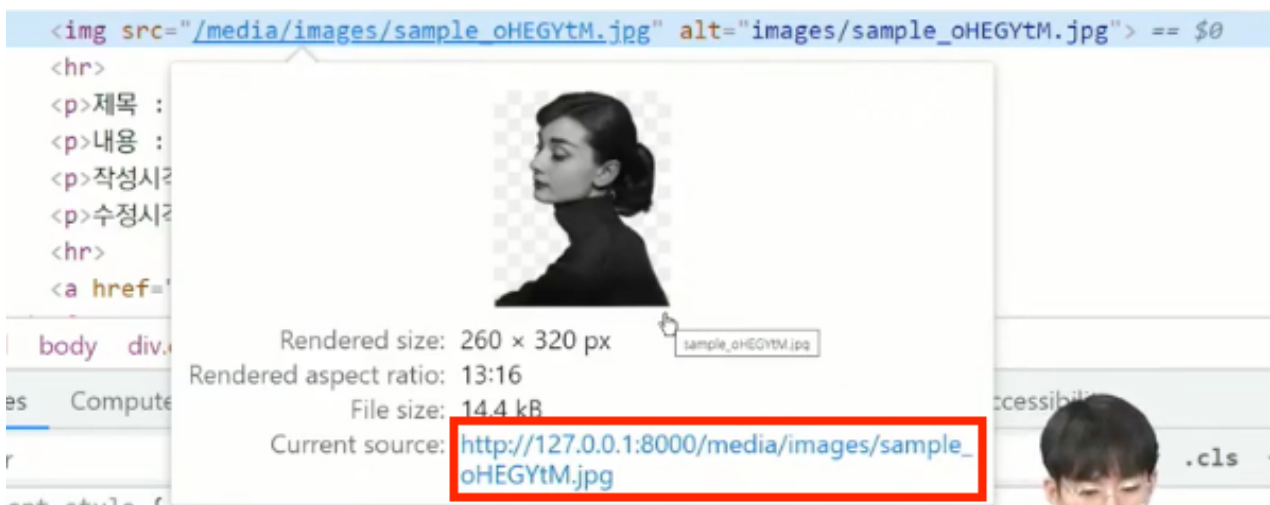 <img src="/media/images/sample_oHEGYtM.jpg" alt="images/sample_oHEGYtM.jpg"> == $0
<hr>
<p>제목 :
<p>내용 :
<p>작성시각
<p>수정시각
<hr>
<a href="
body div.
Rendered size: 260 × 320 px
sample_oHEGYtM.jpg
Rendered aspect ratio: 13:16
es Compute
ccessibility
File size: 14.4 kB
Current source: http://127.0.0.1:8000/media/images/sample_
oHEGYtM.jpg
.cls